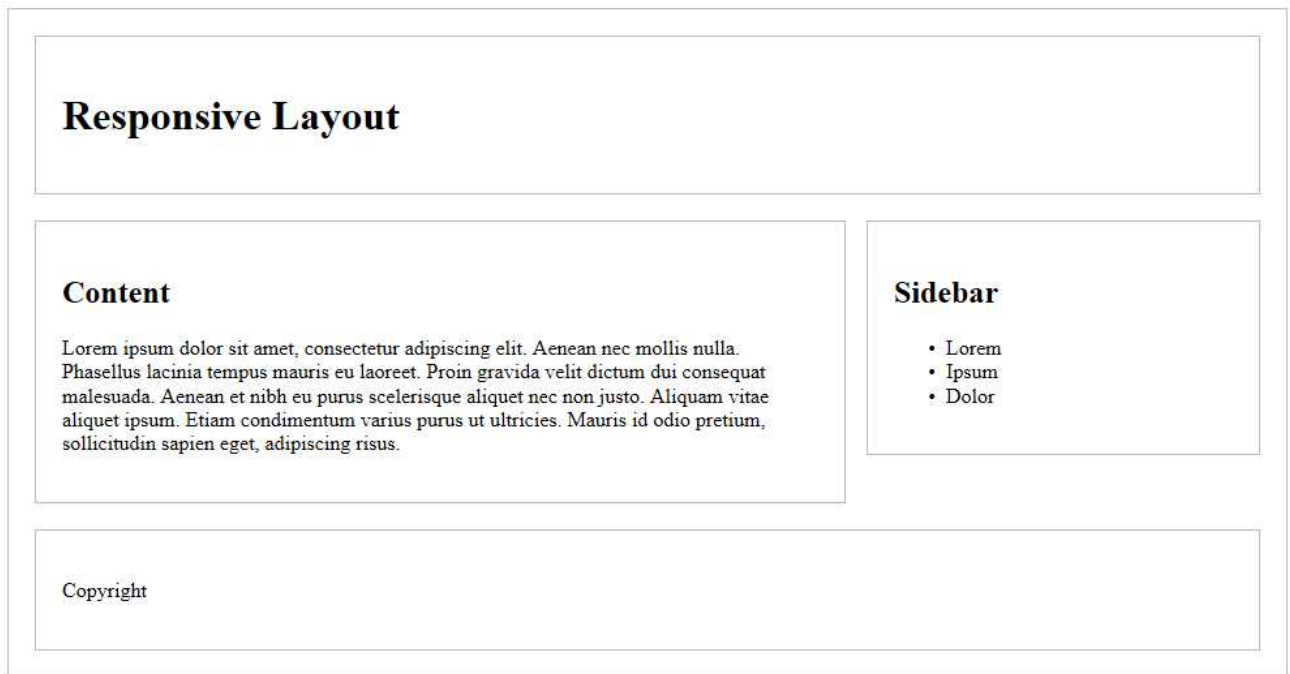 Responsive Layout
Content
Lorem ipsum dolor sit amet, consectetur adipiscing elit. Aenean nec mollis nulla.
Phasellus lacinia tempus mauris eu laoreet. Proin gravida velit dictum dui consequat
malesuada. Aenean et nibh eu purus scelerisque aliquet nec non justo. Aliquam vitae
aliquet ipsum. Etiam condimentum varius purus ut ultricies. Mauris id odio pretium,
sollicitudin sapien eget, adipiscing risus.
Sidebar
• Lorem
• Ipsum
• Dolor
Copyright